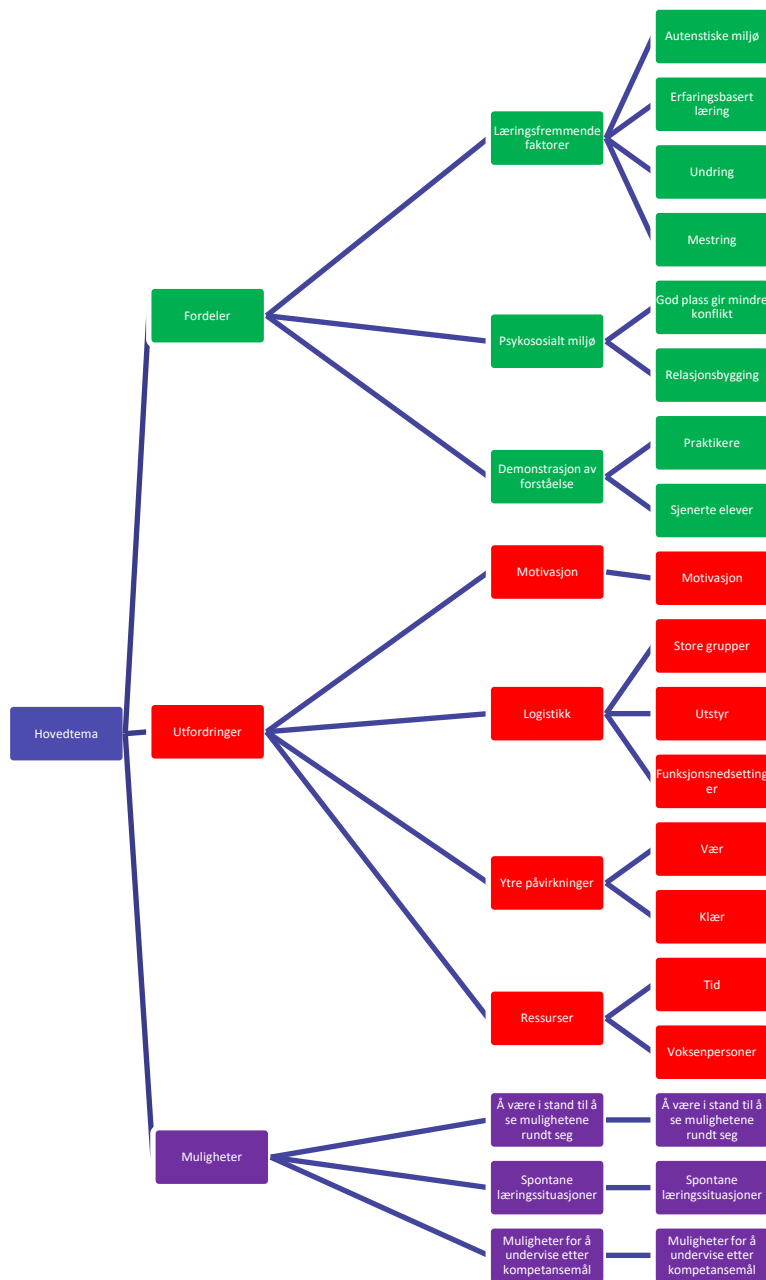 Autenstiske miljø
Erfaringsbasert
læring
Læringsfremmende
faktorer
Undring
Mestring
God plass gir mindre
konflikt
Fordeler
Psykososialt miljø
Relasjonsbygging
Praktikere
Demonstrasjon av
forståelse
Sjenerte elever
Motivasjon
Motivasjon
Store grupper
Logistikk
Utstyr
Hovedtema
Utfordringer
Funksjonsnedsetting
er
Vær
Ytre påvirkninger
Klær
Tid
Ressurser
Voksenpersoner
Å være i stand til å
se mulighetene
rundt seg
Å være i stand til å
se mulighetene
rundt seg
Muligheter
Spontane
læringssituasjoner
Spontane
læringssituasjoner
Muligheter for å
undervise etter
kompetansemål
Muligheter for å
undervise etter
kompetansemål